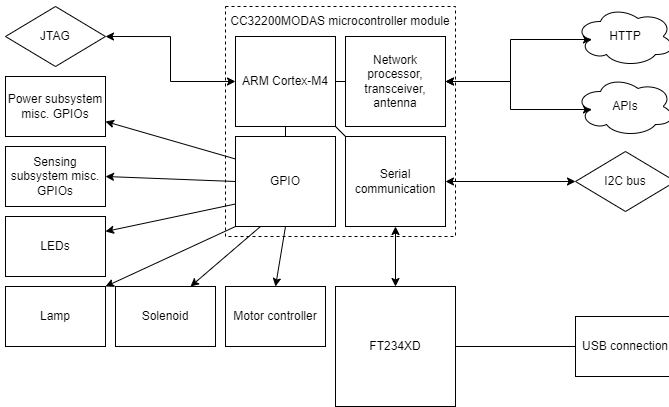 CC32200MODAS microcontroller module
JTAG
ARM Cortex-M4
Network
processor,
transceiver,
antenna
HTTP
APIs
Power subsystem
misc. GPIOs
Sensing
subsystem misc.
GPIOs
GPIO
Serial
communication
I2C bus
LEDs
Lamp
Solenoid
Motor controller
FT234XD
USB connection